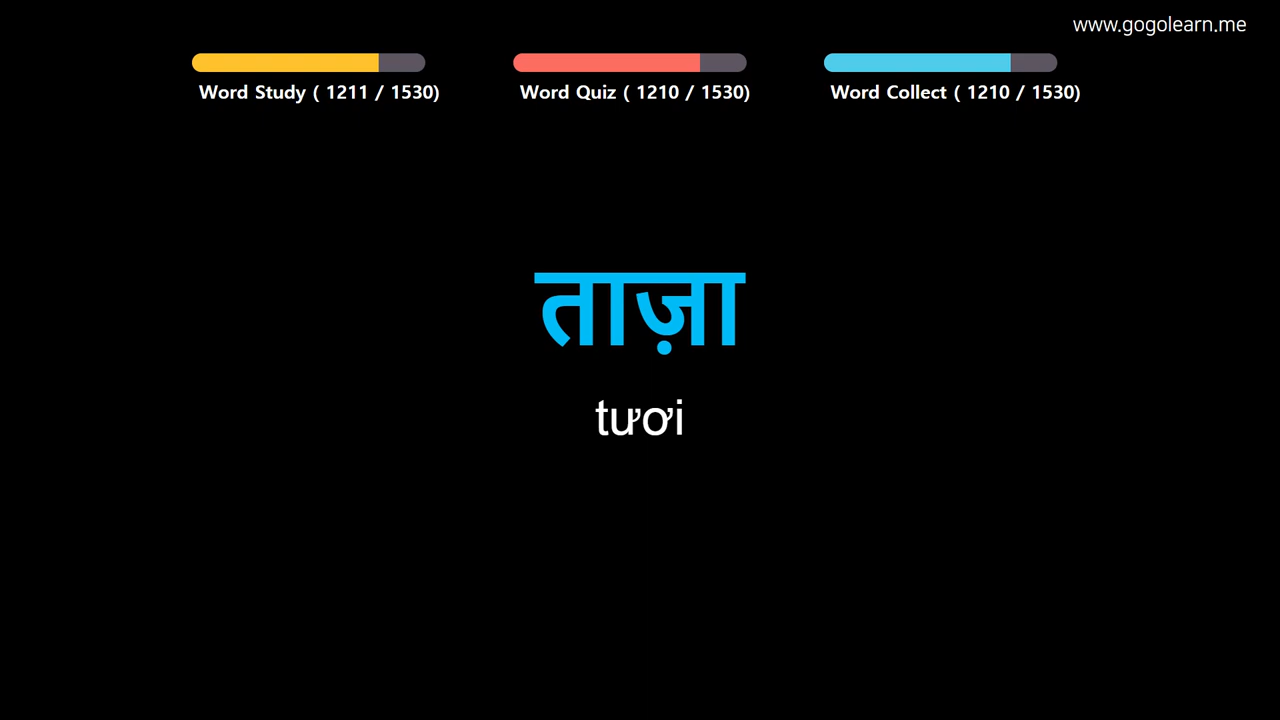 www.gogolearn.me
Word Study ( 1211 / 1530)
Word Quiz ( 1210 / 1530)
Word Collect ( 1210 / 1530)
ताज़ा
tươi